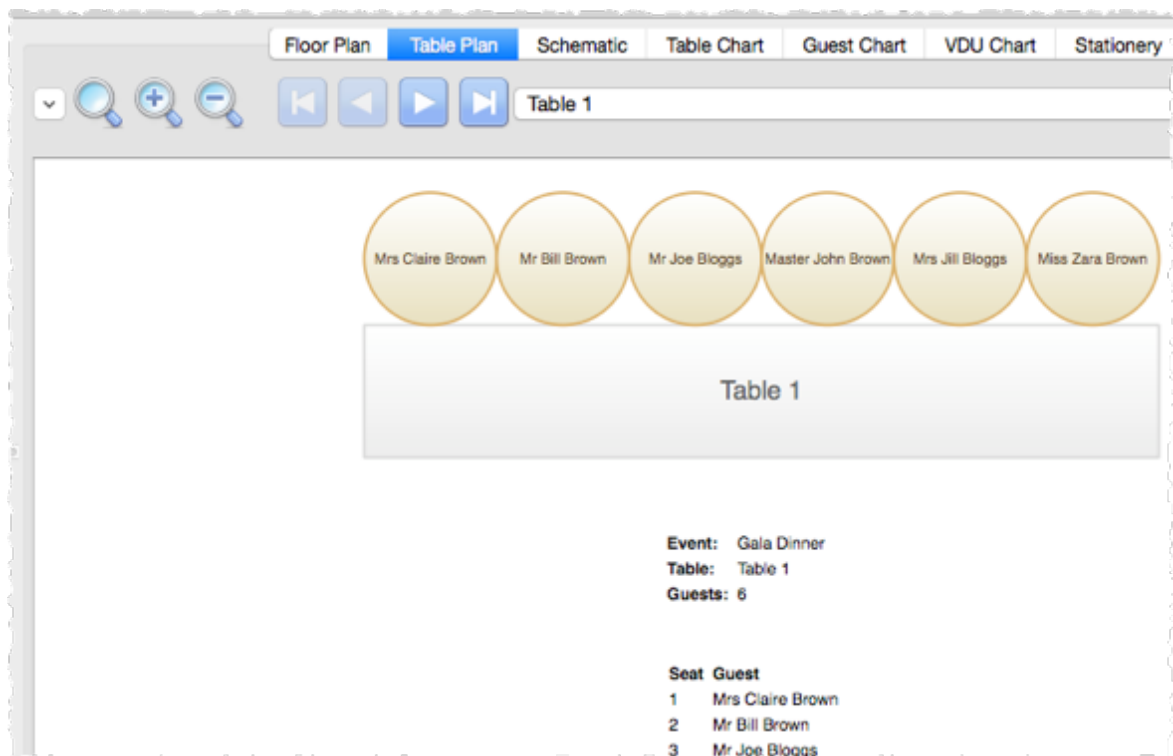 Floor Plan Table Plan Schematic Table Chart Guest Chart VDU Chart Stationery
Table 1
Mrs Claire Brown Mr Bill Brown Mr Joe Bloggs Master John Brown Mrs Jill Bloggs Miss Zara Brown
Table 1
Event: Gala Dinner
Table: Table 1
Guests: 6
Seat Guest
1 Mrs Claire Brown
2 Mr Bill Brown
3 Mr Joe Bloggs